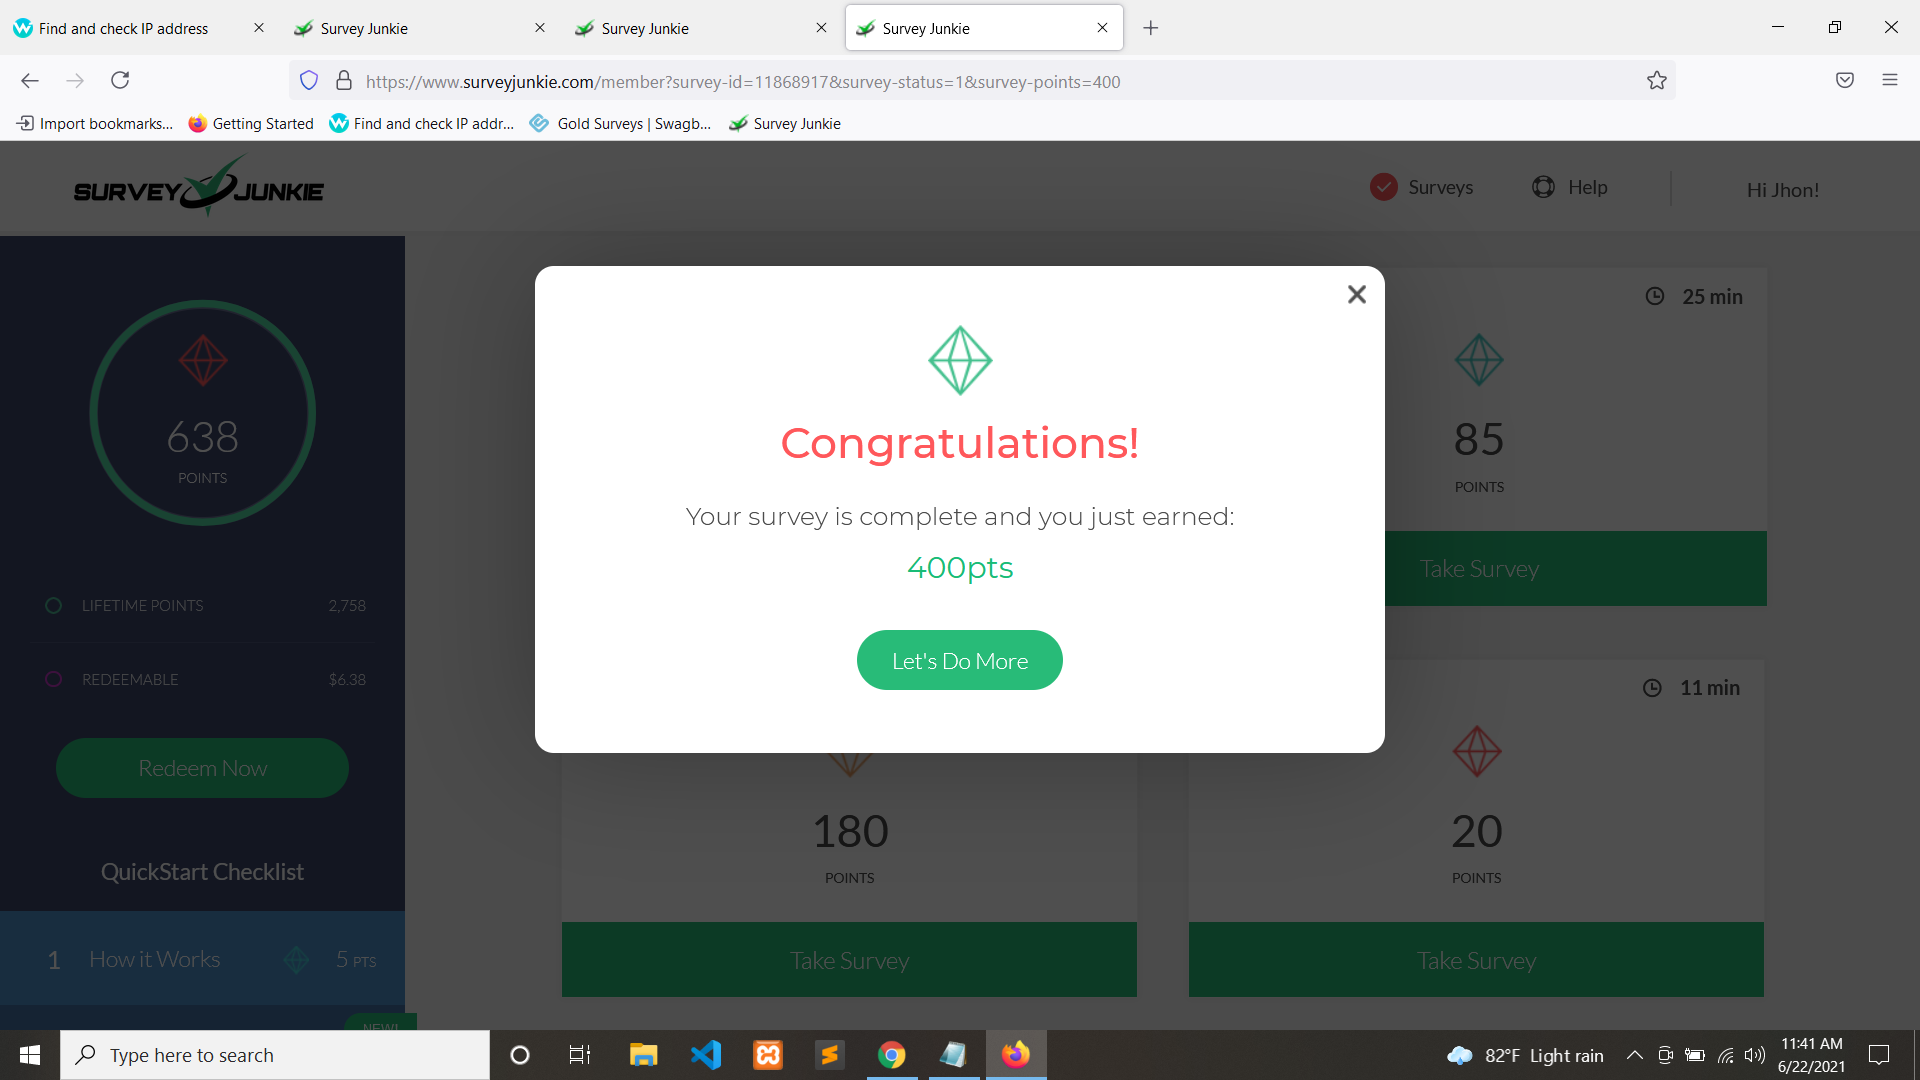 Find and check IP address
Survey Junkie
Survey Junkie
Survey Junkie
https://www.surveyjunkie.com/member?survey-id=11868917&survey-status=1&survey-points=400
Import bookmarks...
Getting Started
Find and check IP addr...
Gold Surveys | Swagb...
Survey Junkie
SURVEY JUNKIE
Surveys
Help
Hi Jhon!
638
POINTS
LIFETIME POINTS 2,758
REDEEMABLE $6.38
Redeem Now
QuickStart Checklist
1 How it Works 5 PTS
NEW!
Congratulations!
Your survey is complete and you just earned:
400pts
Let's Do More
25 min
85
POINTS
Take Survey
180
POINTS
Take Survey
11 min
20
POINTS
Take Survey
Type here to search
82°F Light rain
11:41 AM
6/22/2021